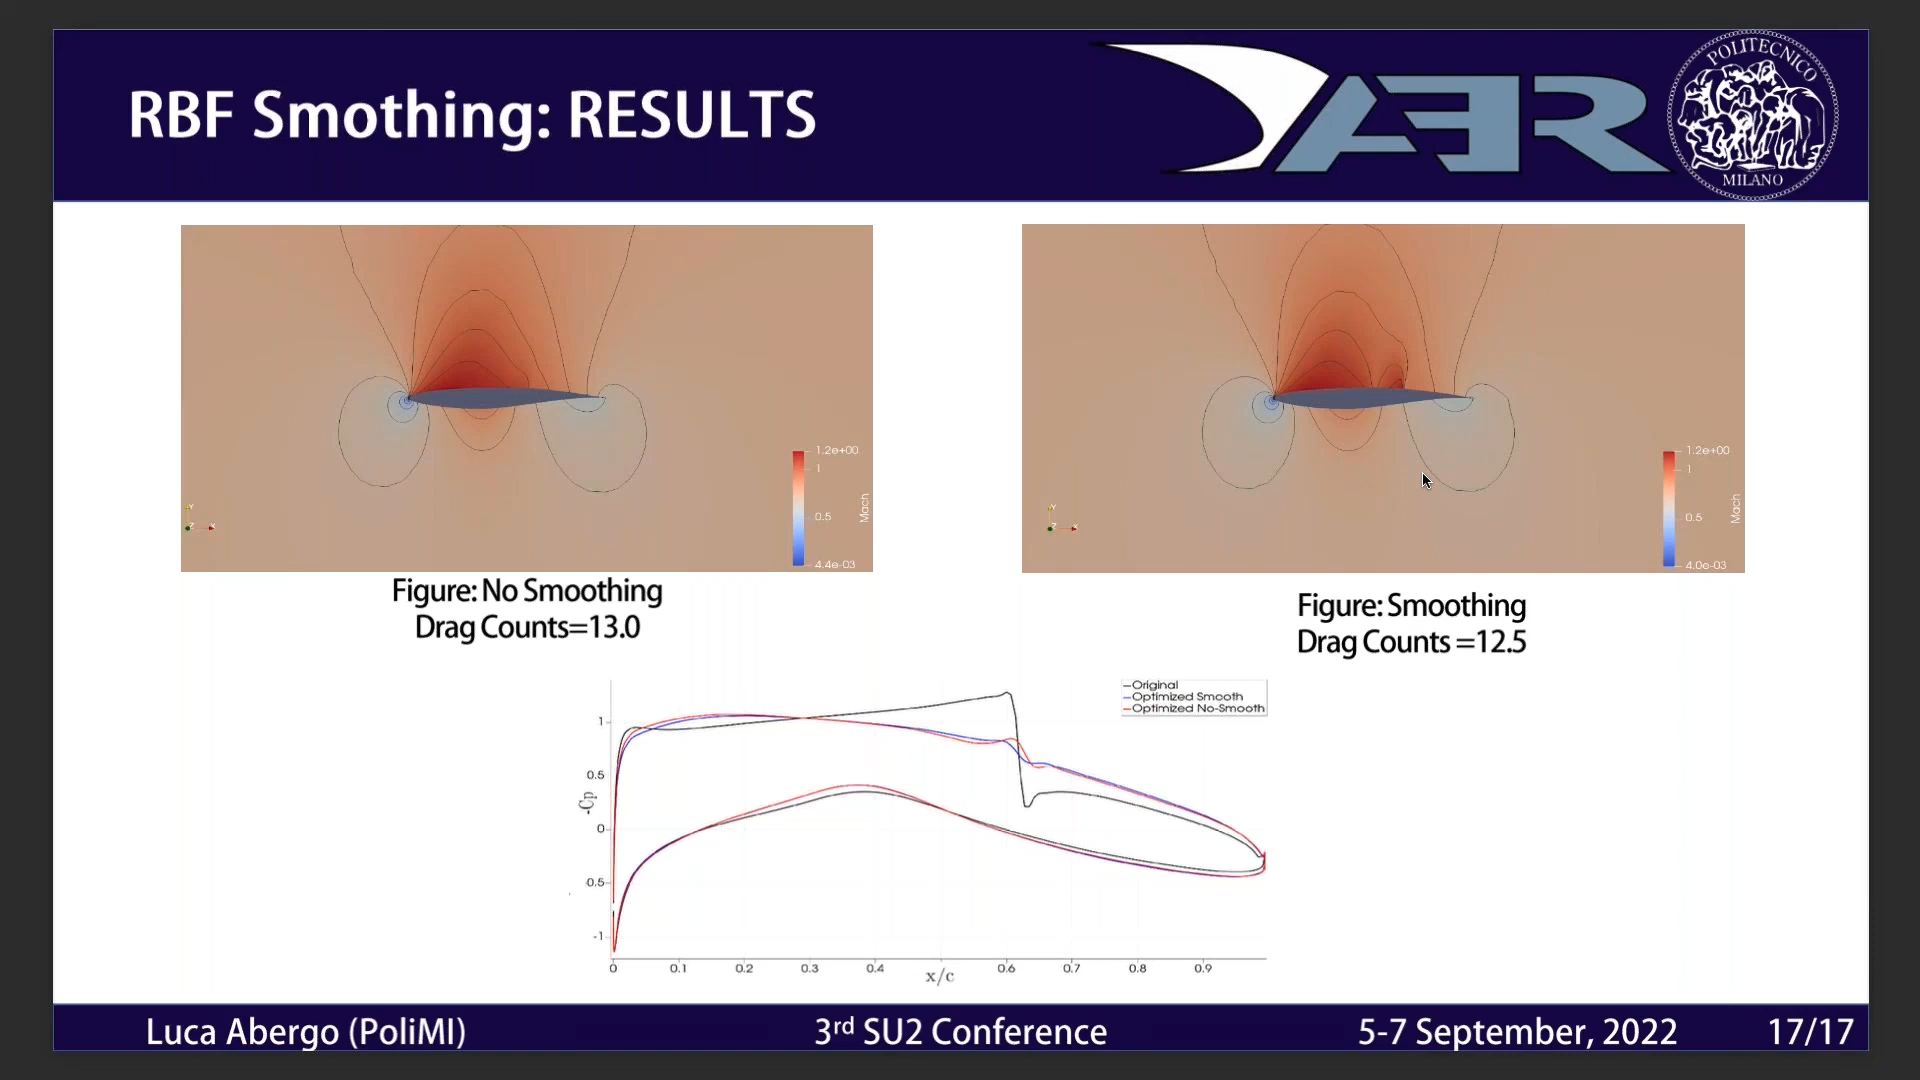 RBF Smothing: RESULTS
AER
POLITECNICO
MILANO
1.2e+00
1
0.5
4.4e-03
Mach
Y
Z
X
1.2e+00
1
0.5
4.0e-03
Mach
Y
Z
X
Figure: No Smoothing
Drag Counts=13.0
Figure: Smoothing
Drag Counts =12.5
Original
Optimized Smooth
Optimized No-Smooth
1
0.5
0
-0.5
-1
-Cp
0 0.1 0.2 0.3 0.4 0.6 0.7 0.8 0.9
x/c
Luca Abergo (PoliMI) 3rd SU2 Conference 5-7 September, 2022 17/17